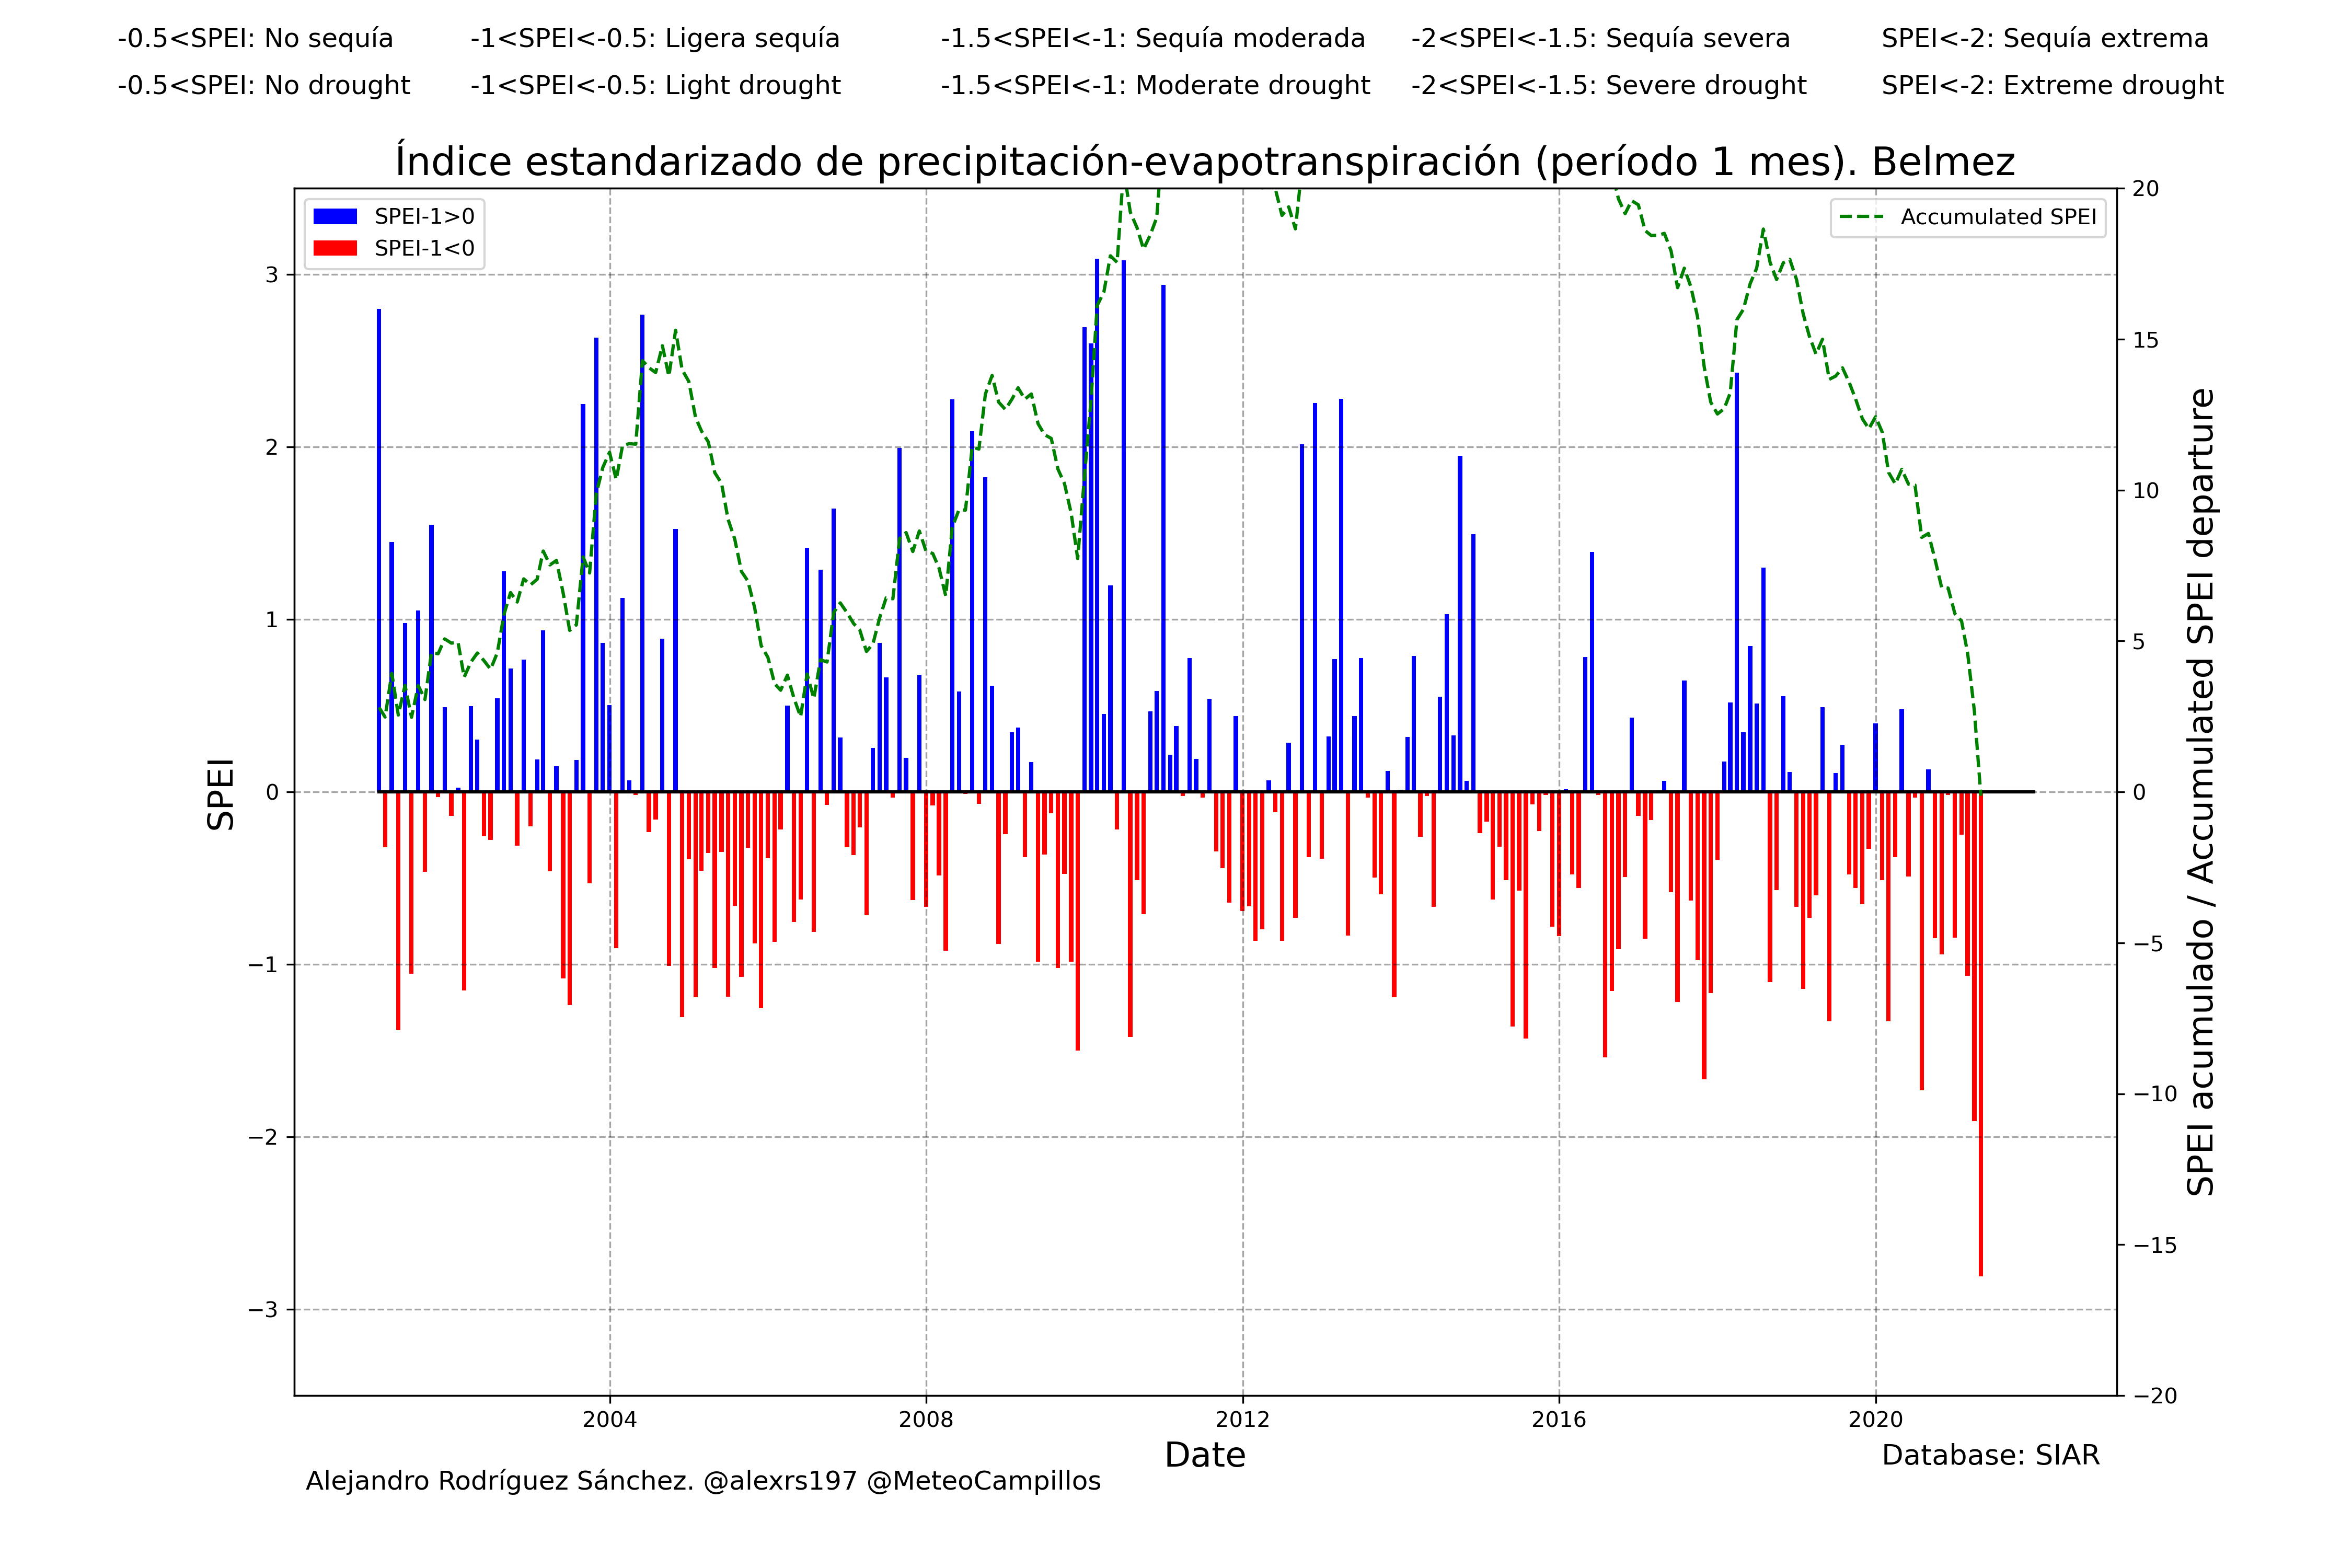 -0.5<SPEI: No sequía -1<SPEI<-0.5: Ligera sequía -1.5<SPEI<-1: Sequía moderada -2<SPEI<-1.5: Sequía severa SPEI<-2: Sequía extrema
-0.5<SPEI: No drought -1<SPEI<-0.5: Light drought -1.5<SPEI<-1: Moderate drought -2<SPEI<-1.5: Severe drought SPEI<-2: Extreme drought
Índice estandarizado de precipitación-evapotranspiración (período 1 mes). Belmez
SPEI-1>0
SPEI-1<0
Accumulated SPEI
SPEI
3
2
1
0
−1
−2
−3
20
15
10
5
0
−5
−10
−15
−20
SPEI acumulado / Accumulated SPEI departure
2004 2008 2012 2016 2020
Date
Database: SIAR
Alejandro Rodríguez Sánchez. @alexrs197 @MeteoCampillos